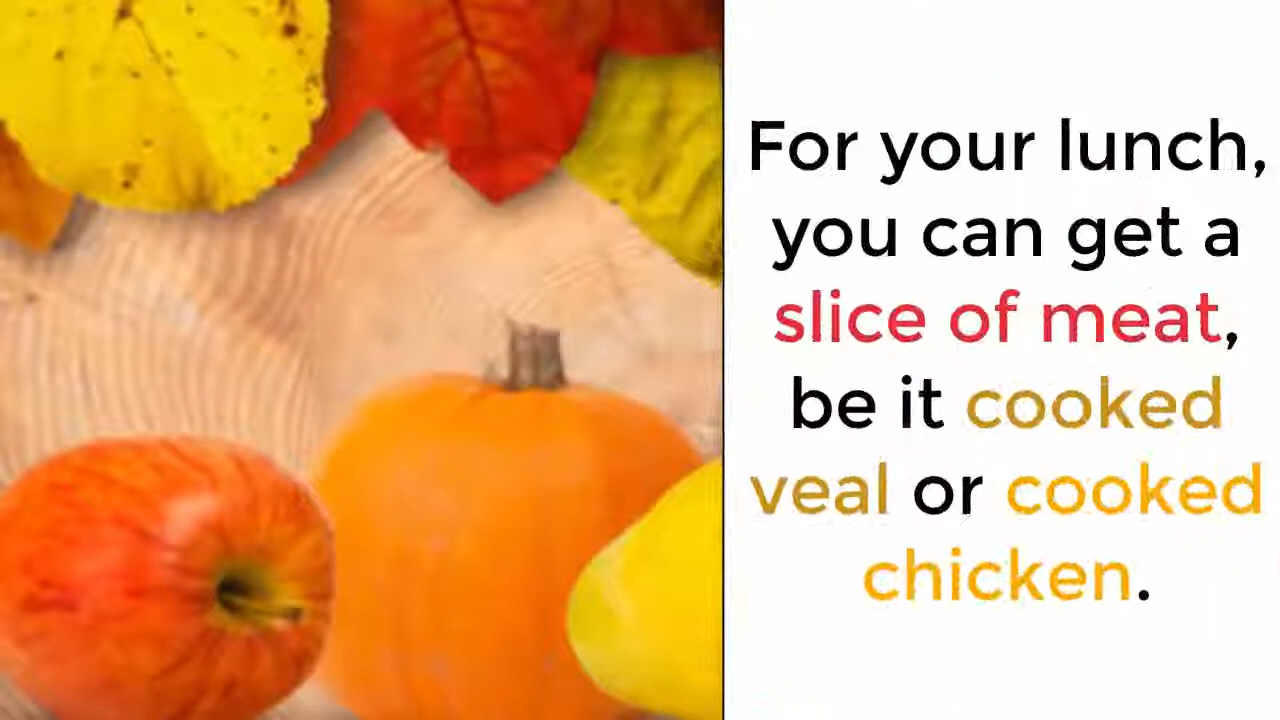 For your lunch,
you can get a
slice of meat,
be it cooked
veal or cooked
chicken.